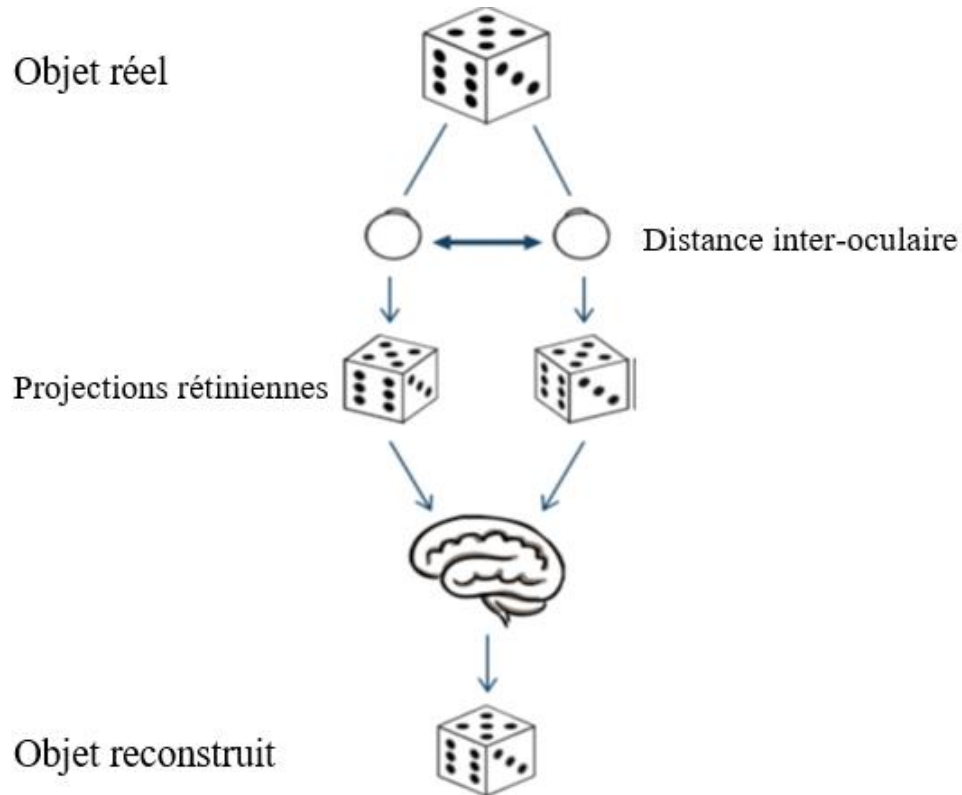 Objet réel
Distance inter-oculaire
Projections rétiniennes
Objet reconstruit